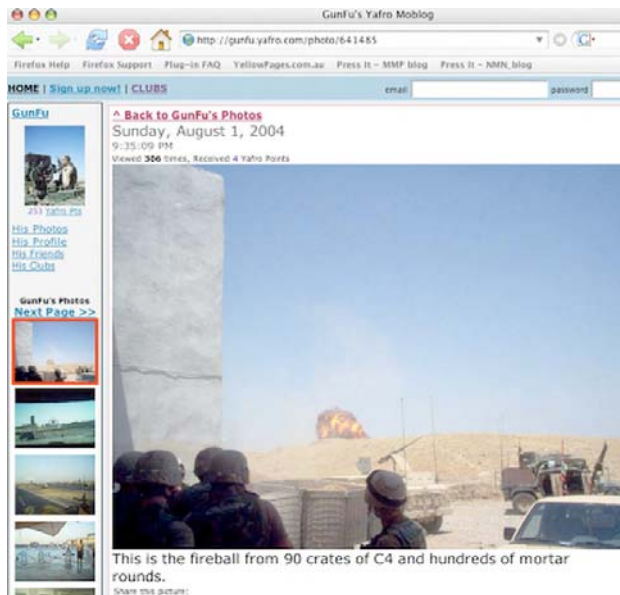 GunFu's Yafro Moblog
http://gunfu.yafro.com/photo/641485
Firefox Help Firefox Support Plug-in FAQ YellowPages.com.au Press It - MMP blog Press It - NMN_blog
HOME | Sign up now! | CLUBS email password
GunFu
253 Yafro Pts
His Photos
His Profile
His Friends
His Clubs
GunFu's Photos
Next Page >>
^ Back to GunFu's Photos
Sunday, August 1, 2004
9:35:09 PM
Viewed 306 times, Received 4 Yafro Points
This is the fireball from 90 crates of C4 and hundreds of mortar
rounds.
Share this picture: